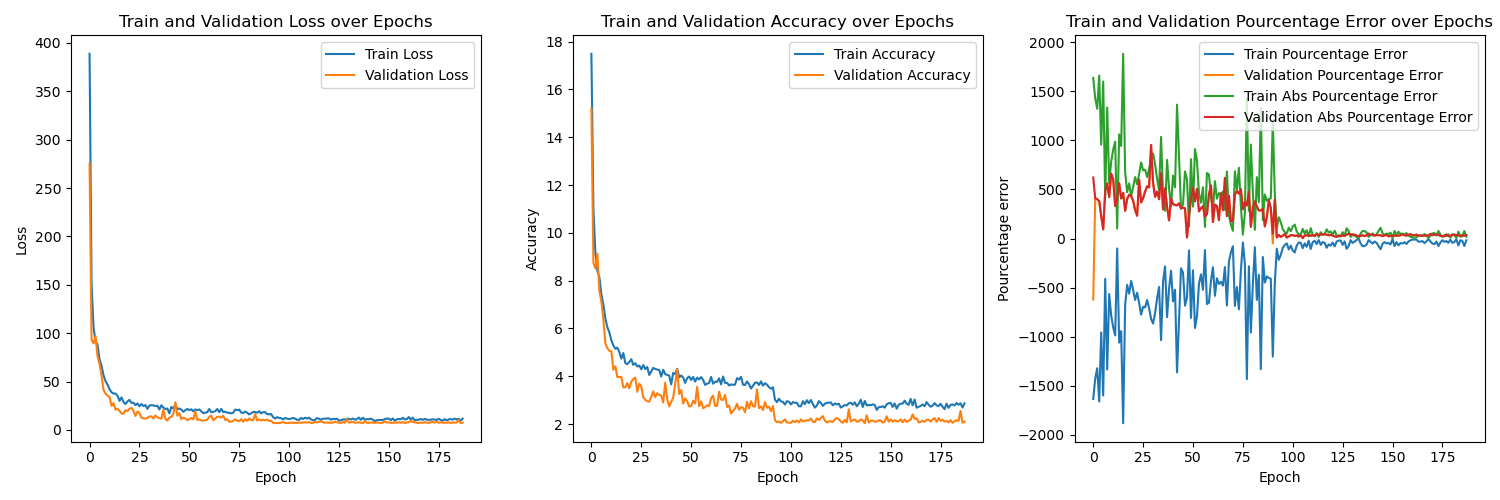 Train and Validation Loss over Epochs
400
350
300
250
200
150
100
50
0
0 25 50 75 100 125 150 175
Loss
Epoch
Train Loss
Validation Loss
Train and Validation Accuracy over Epochs
18
16
14
12
10
8
6
4
2
0 25 50 75 100 125 150 175
Accuracy
Epoch
Train Accuracy
Validation Accuracy
Train and Validation Pourcentage Error over Epochs
2000
1500
1000
500
0
−500
−1000
−1500
−2000
0 25 50 75 100 125 150 175
Pourcentage error
Epoch
Train Pourcentage Error
Validation Pourcentage Error
Train Abs Pourcentage Error
Validation Abs Pourcentage Error